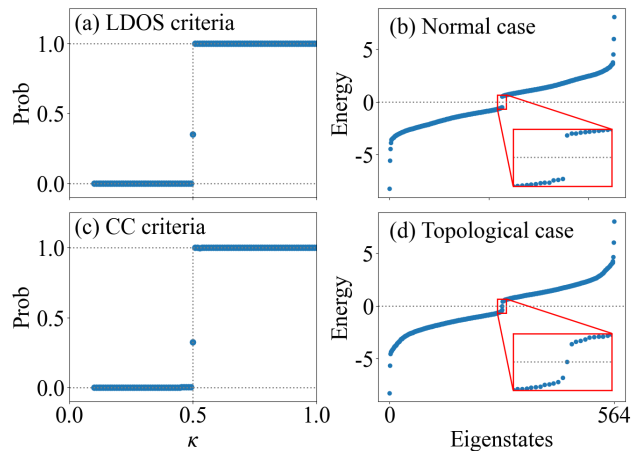 (a) LDOS criteria
1.0
0.5
0.0
Prob
(b) Normal case
5
0
-5
Energy
(c) CC criteria
1.0
0.5
0.0
Prob
0.0
0.5
1.0
κ
(d) Topological case
5
0
-5
Energy
0
564
Eigenstates